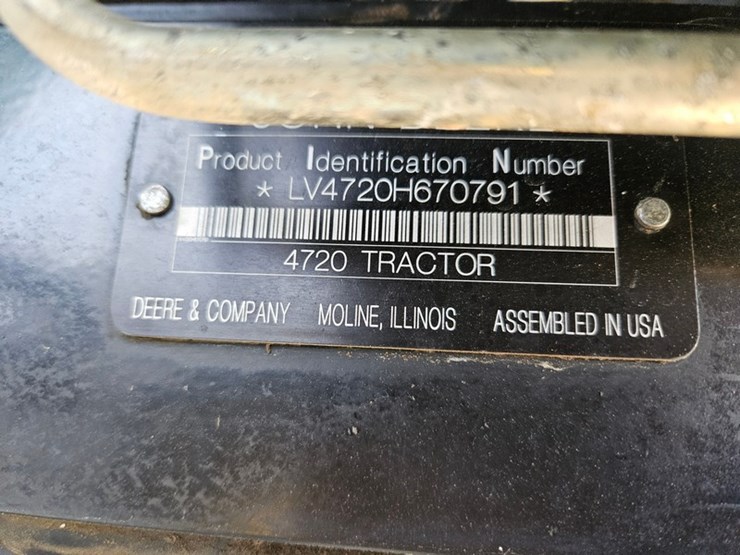 Product Identification Number
* LV4720H670791 *
4720 TRACTOR
DEERE & COMPANY MOLINE, ILLINOIS ASSEMBLED IN USA